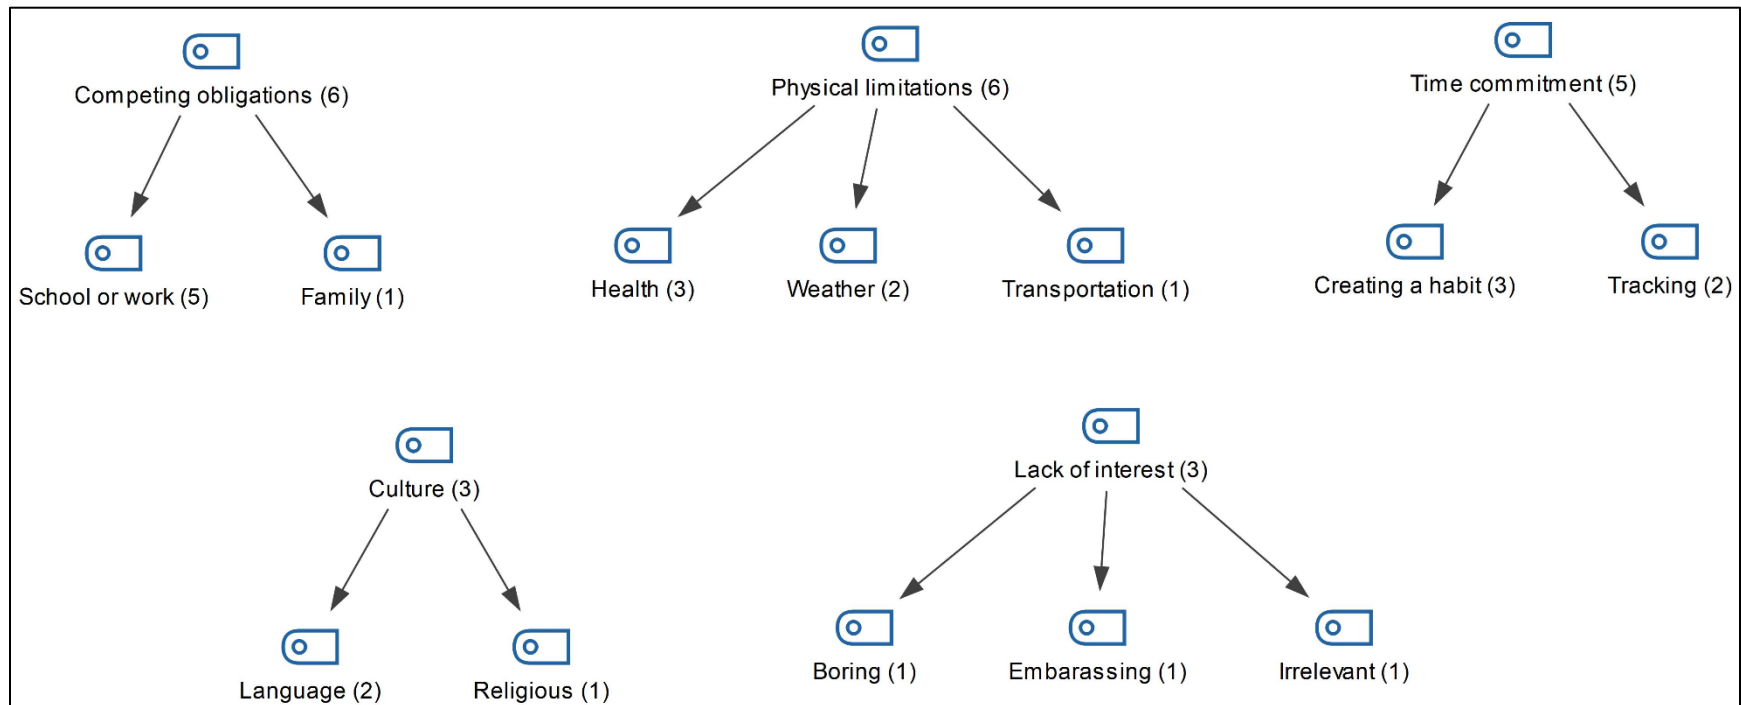 Competing obligations (6)
Physical limitations (6)
Time commitment (5)
School or work (5)
Family (1)
Health (3)
Weather (2)
Transportation (1)
Creating a habit (3)
Tracking (2)
Culture (3)
Lack of interest (3)
Language (2)
Religious (1)
Boring (1)
Embarassing (1)
Irrelevant (1)